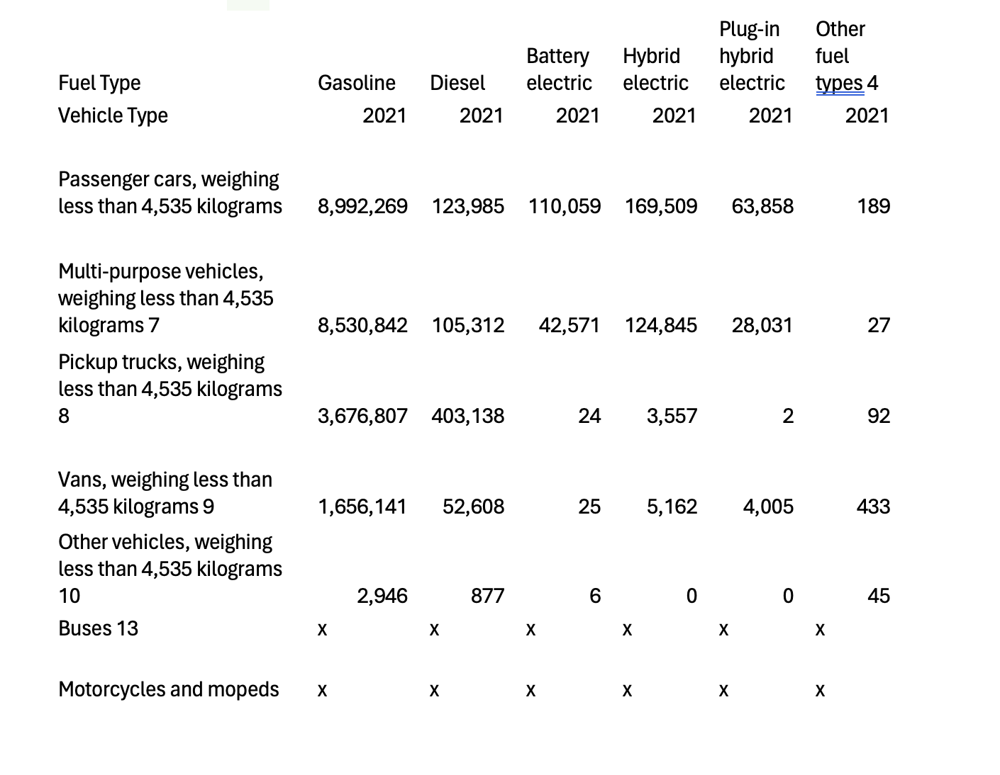 Plug-in Other
Battery Hybrid hybrid fuel
Fuel Type Gasoline Diesel electric electric electric types 4
Vehicle Type 2021 2021 2021 2021 2021 2021
Passenger cars, weighing
less than 4,535 kilograms 8,992,269 123,985 110,059 169,509 63,858 189
Multi-purpose vehicles,
weighing less than 4,535
kilograms 7 8,530,842 105,312 42,571 124,845 28,031 27
Pickup trucks, weighing
less than 4,535 kilograms
8 3,676,807 403,138 24 3,557 2 92
Vans, weighing less than
4,535 kilograms 9 1,656,141 52,608 25 5,162 4,005 433
Other vehicles, weighing
less than 4,535 kilograms
10 2,946 877 6 0 0 45
Buses 13 x x x x x x
Motorcycles and mopeds x x x x x x